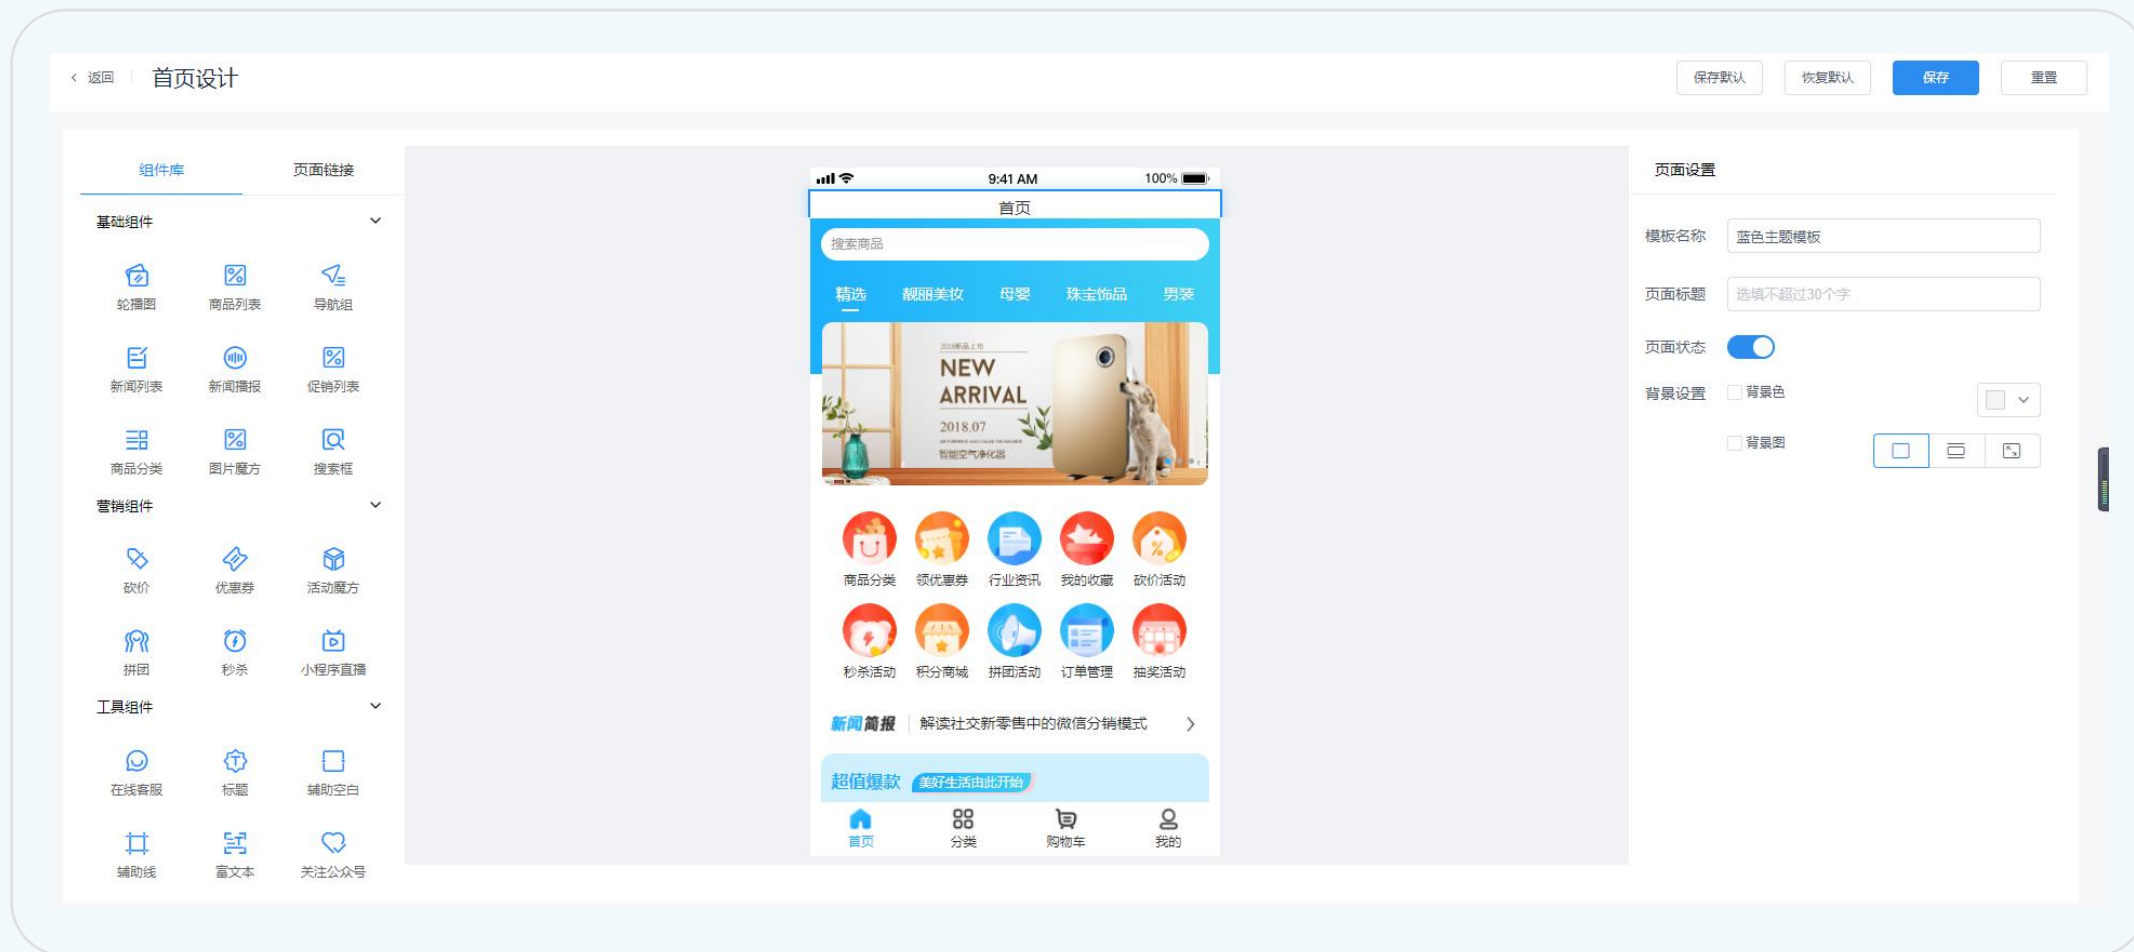 返回 首页设计 保存默认 恢复默认 保存 重置
组件库 页面链接
基础组件
轮播图 商品列表 导航组
新闻列表 新闻播报 促销列表
商品分类 图片魔方 搜索框
营销组件
砍价 优惠券 活动魔方
拼团 秒杀 小程序直播
工具组件
在线客服 标题 辅助空白
辅助线 富文本 关注公众号
9:41 AM 100%
首页
搜索商品
精选 靓丽美妆 母婴 珠宝饰品 男装
2018新品上市
NEW
ARRIVAL
2018.07
智能空气净化器
商品分类 领优惠券 行业资讯 我的收藏 砍价活动
秒杀活动 积分商城 拼团活动 订单管理 抽奖活动
新闻简报 解读社交新零售中的微信分销模式
超值爆款 美好生活由此开始
首页 分类 购物车 我的
页面设置
模板名称 蓝色主题模板
页面标题 选填不超过30个字
页面状态
背景设置 背景色
背景图